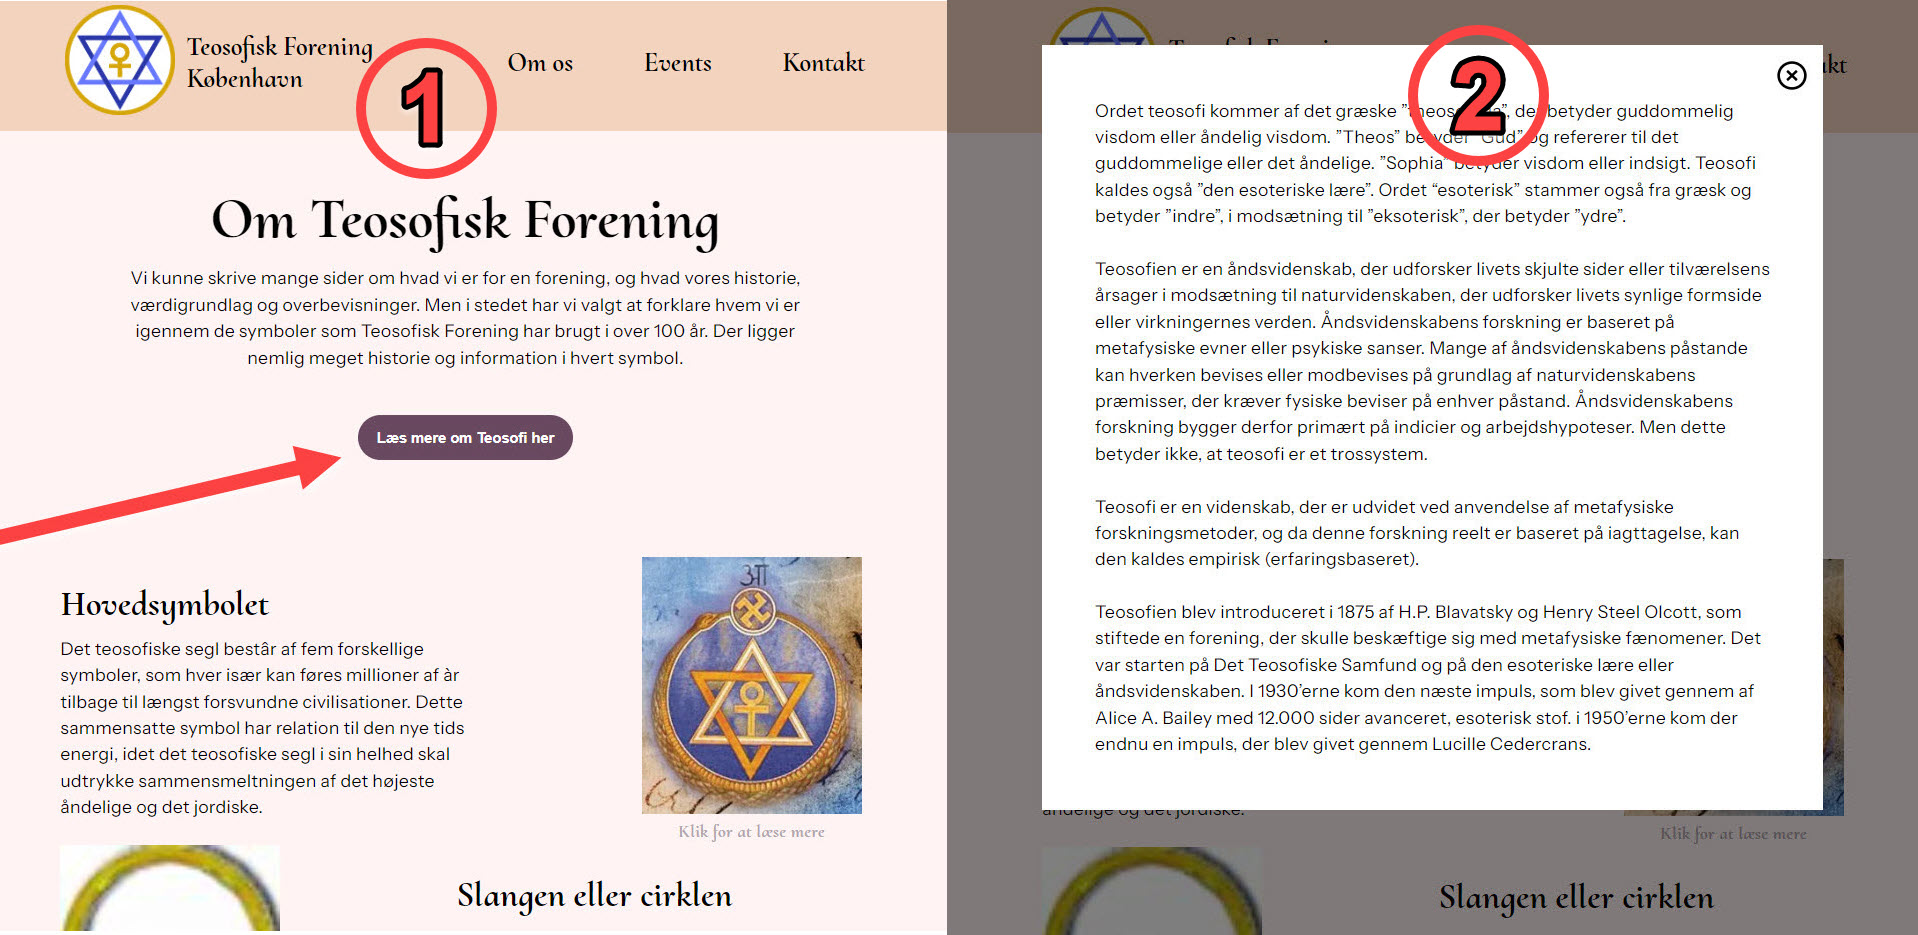 Teosofisk Forening
København
Om os
Events
Kontakt
1
Om Teosofisk Forening
Vi kunne skrive mange sider om hvad vi er for en forening, og hvad vores historie,
værdigrundlag og overbevisninger. Men i stedet har vi valgt at forklare hvem vi er
igennem de symboler som Teosofisk Forening har brugt i over 100 år. Der ligger
nemlig meget historie og information i hvert symbol.
Læs mere om Teosofi her
Hovedsymbolet
Det teosofiske segl består af fem forskellige
symboler, som hver især kan føres millioner af àr
tilbage til længst forsvundne civilisationer. Dette
sammensatte symbol har relation til den nye tids
energi, idet det teosofiske segl i sin helhed skal
udtrykke sammensmeltningen af det højeste
åndelige og det jordiske.
Klik for at læse mere
Slangen eller cirklen
2
Ordet teosofi kommer af det græske ”, der betyder guddommelig
visdom eller åndelig visdom. ”Theos” betyder “Gud” og refererer til det
guddommelige eller det åndelige. ”Sophia” betyder visdom eller indsigt. Teosofi
kaldes også ”den esoteriske lære”. Ordet “esoterisk” stammer også fra græsk og
betyder ”indre”, i modsætning til ”eksoterisk”, der betyder ”ydre”.
Teosofien er en åndsvidenskab, der udforsker livets skjulte sider eller tilværelsens
årsager i modsætning til naturvidenskaben, der udforsker livets synlige formside
eller virkningernes verden. Åndsvidenskabens forskning er baseret på
metafysiske evner eller psykiske sanser. Mange af åndsvidenskabens påstande
kan hverken bevises eller modbevises på grundlag af naturvidenskabens
præmisser, der kræver fysiske beviser på enhver påstand. Åndsvidenskabens
forskning bygger derfor primært på indicier og arbejdshypoteser. Men dette
betyder ikke, at teosofi er et trossystem.
Teosofi er en videnskab, der er udvidet ved anvendelse af metafysiske
forskningsmetoder, og da denne forskning reelt er baseret på iagttagelse, kan
den kaldes empirisk (erfaringsbaseret).
Teosofien blev introduceret i 1875 af H.P. Blavatsky og Henry Steel Olcott, som
stiftede en forening, der skulle beskæftige sig med metafysiske fænomener. Det
var starten på Det Teosofiske Samfund og på den esoteriske lære eller
åndsvidenskaben. I 1930’erne kom den næste impuls, som blev givet gennem af
Alice A. Bailey med 12.000 sider avanceret, esoterisk stof. i 1950’erne kom der
endnu en impuls, der blev givet gennem Lucille Cedercrans.
åndelige og det jordiske.
Klik for at læse mere
Slangen eller cirklen